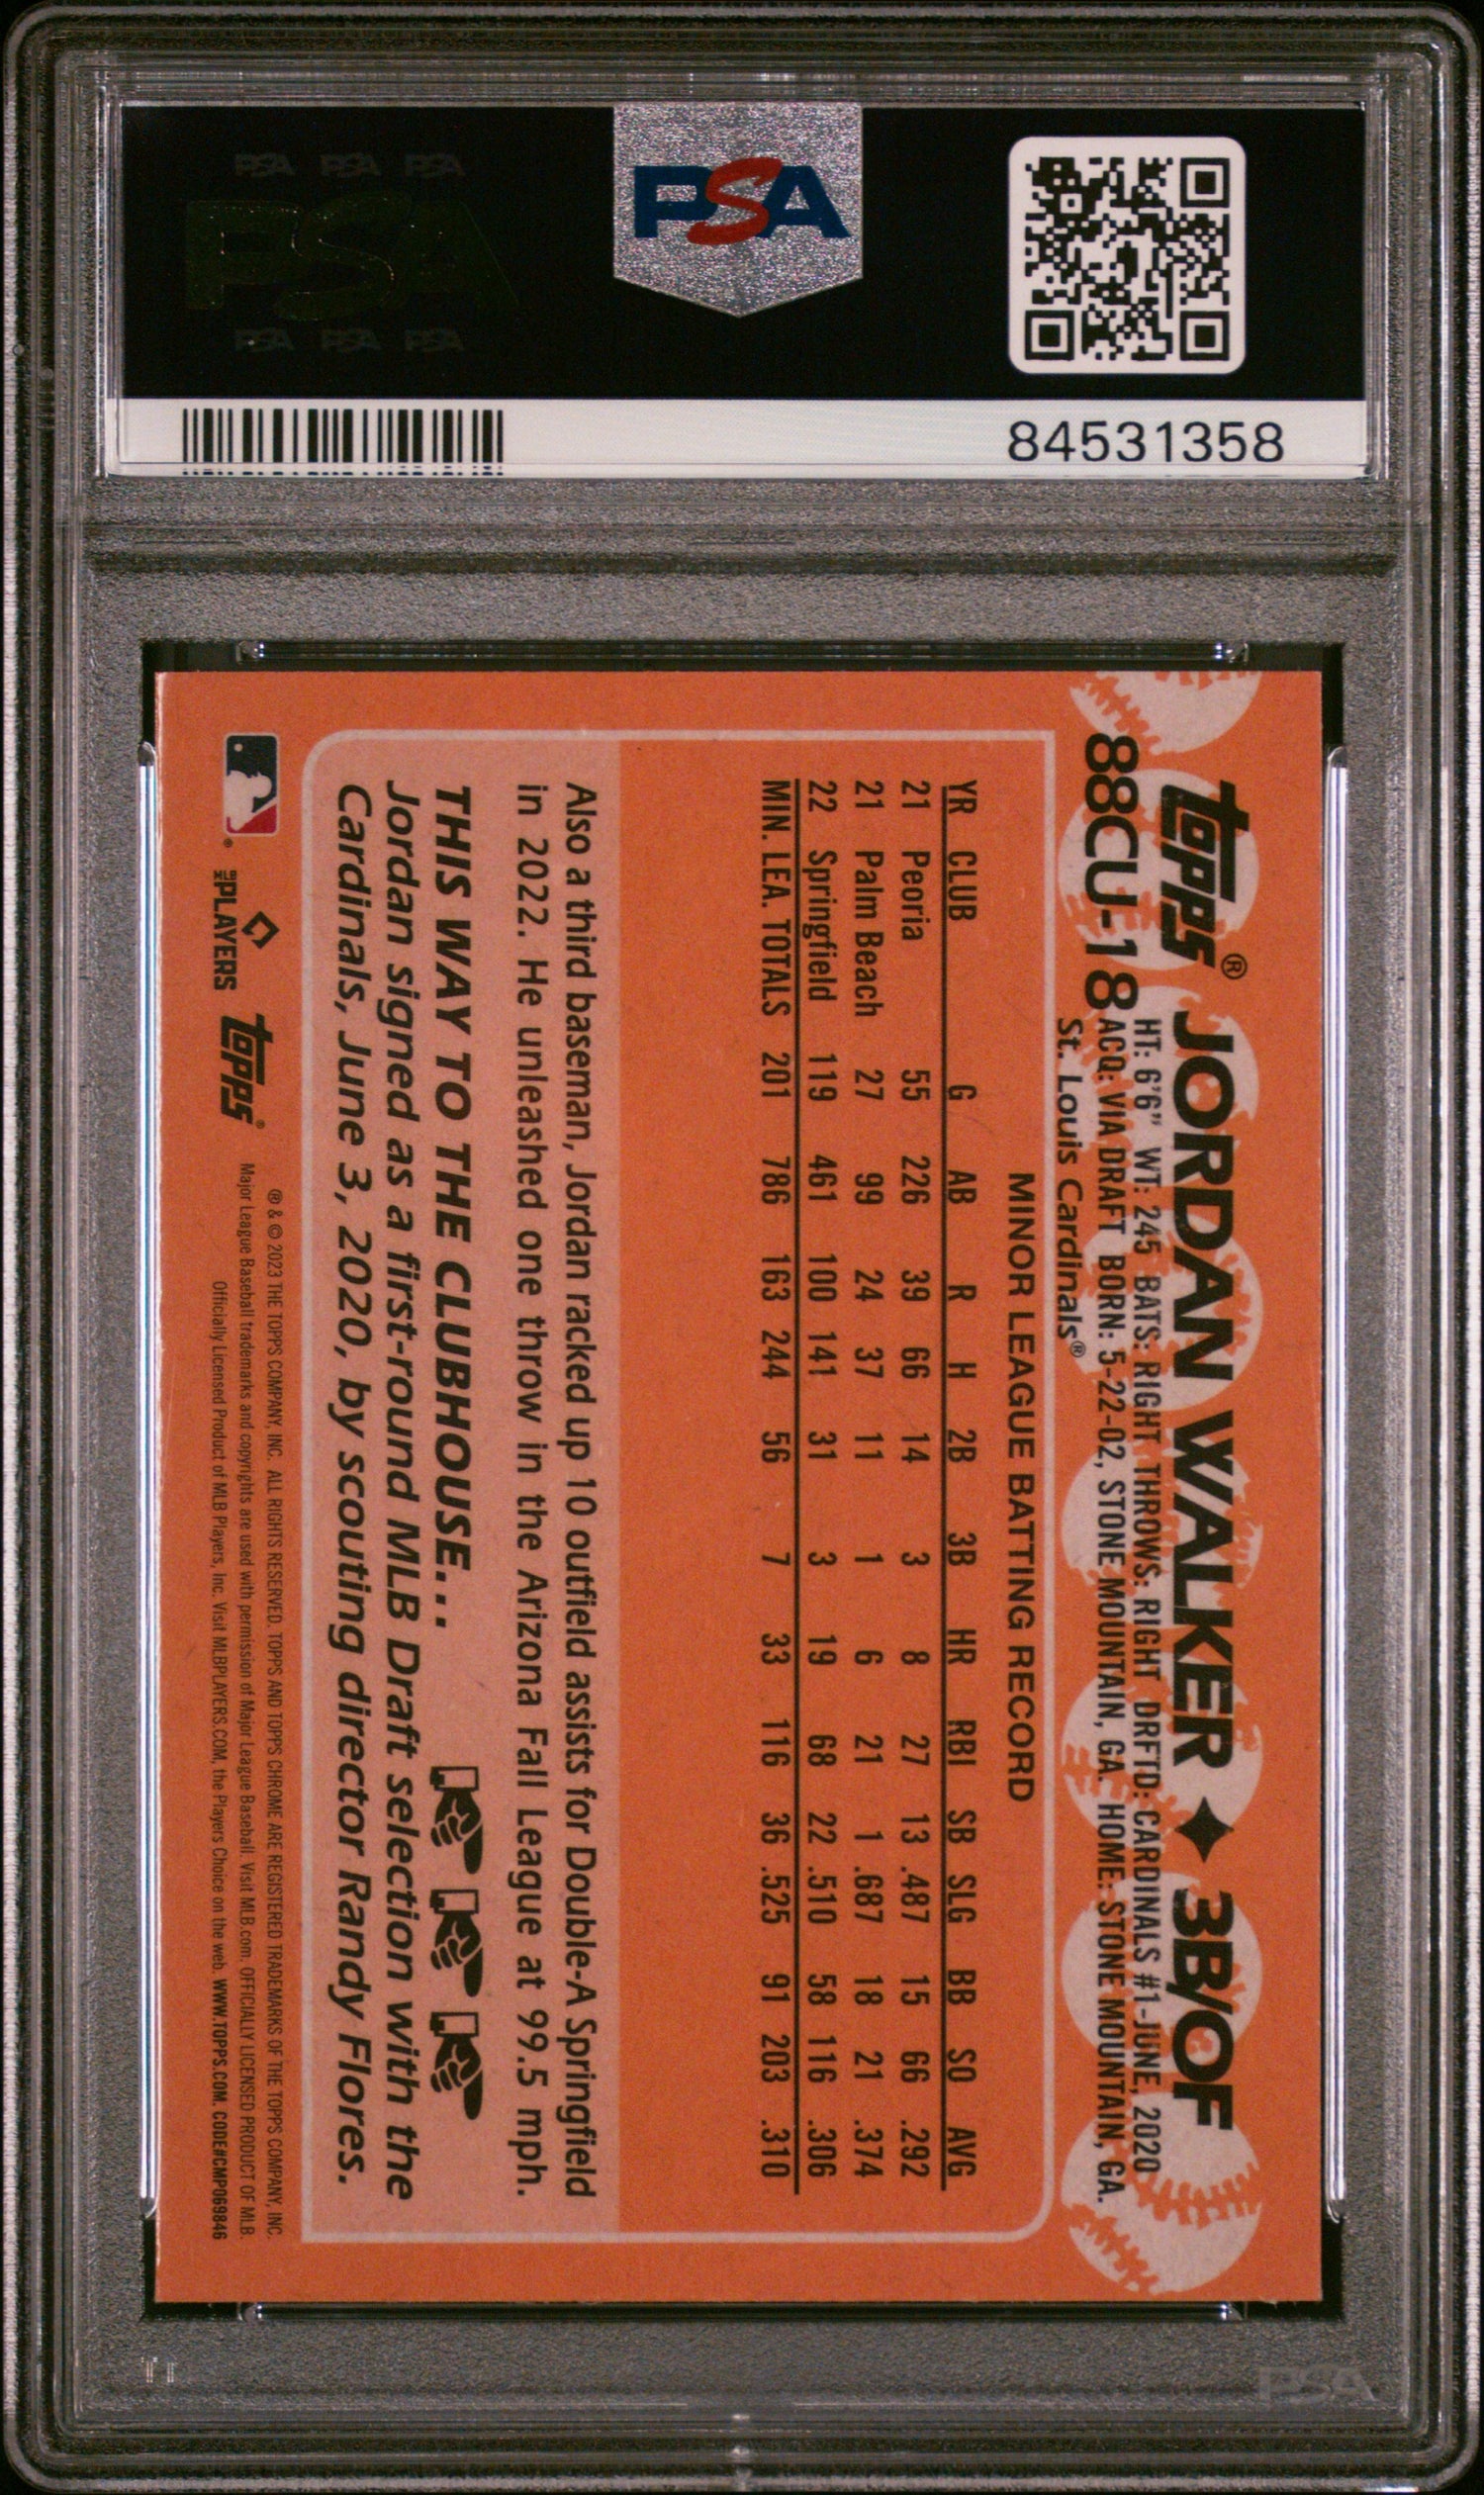 PSA PSA PSA
PSA
PSA PSA PSA
PSA
84531358
topps® JORDAN WALKER ✦ 3B/OF
88CU-18
HT: 6'6" WT: 245 BATS: RIGHT THROWS: RIGHT DRFTD: CARDINALS #1-JUNE, 2020
ACQ: VIA DRAFT BORN: 5-22-02, STONE MOUNTAIN, GA. HOME: STONE MOUNTAIN, GA.
St. Louis Cardinals®
MINOR LEAGUE BATTING RECORD
YR CLUB G AB R H 2B 3B HR RBI SB SLG BB SO AVG
21 Peoria 55 226 39 66 14 3 8 27 13 .487 15 66 .292
21 Palm Beach 27 99 24 37 11 1 6 21 1 .687 18 21 .374
22 Springfield 119 461 100 141 31 3 19 68 22 .510 58 116 .306
MIN. LEA. TOTALS 201 786 163 244 56 7 33 116 36 .525 91 203 .310
Also a third baseman, Jordan racked up 10 outfield assists for Double-A Springfield
in 2022. He unleashed one throw in the Arizona Fall League at 99.5 mph.
THIS WAY TO THE CLUBHOUSE...
Jordan signed as a first-round MLB Draft selection with the
Cardinals, June 3, 2020, by scouting director Randy Flores.
MLB PLAYERS
topps®
® & © 2023 THE TOPPS COMPANY, INC. ALL RIGHTS RESERVED. TOPPS AND TOPPS CHROME ARE REGISTERED TRADEMARKS OF THE TOPPS COMPANY, INC.
Major League Baseball trademarks and copyrights are used with permission of Major League Baseball. Visit MLB.com. OFFICIALLY LICENSED PRODUCT OF MLB.
Officially Licensed Product of MLB Players, Inc. Visit MLBPLAYERS.COM, the Players Choice on the web. WWW.TOPPS.COM. CODE#CMP069846
PSA